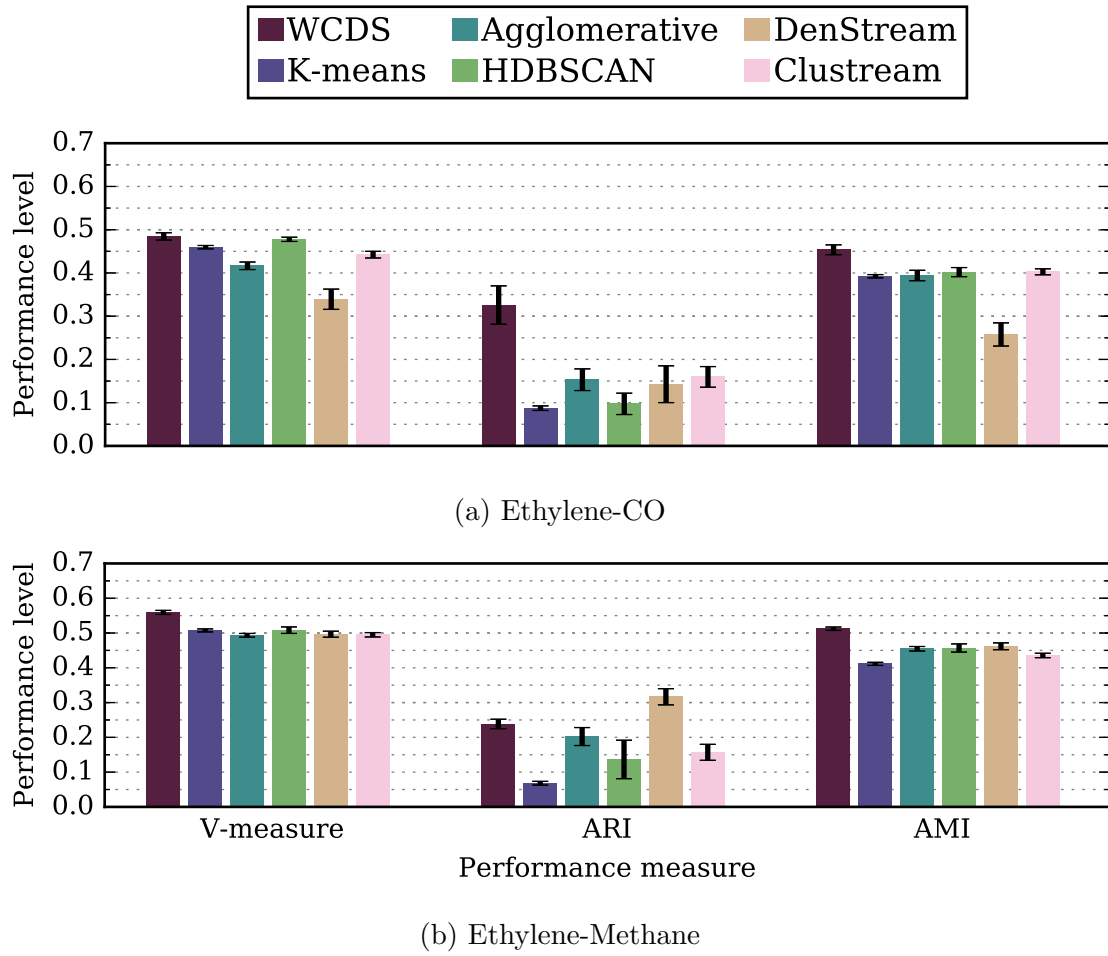 WCDS Agglomerative DenStream
K-means HDBSCAN Clustream
0.7
0.6
0.5
0.4
0.3
0.2
0.1
0.0
Performance level
(a) Ethylene-CO
0.7
0.6
0.5
0.4
0.3
0.2
0.1
0.0
Performance level
V-measure ARI AMI
Performance measure
(b) Ethylene-Methane